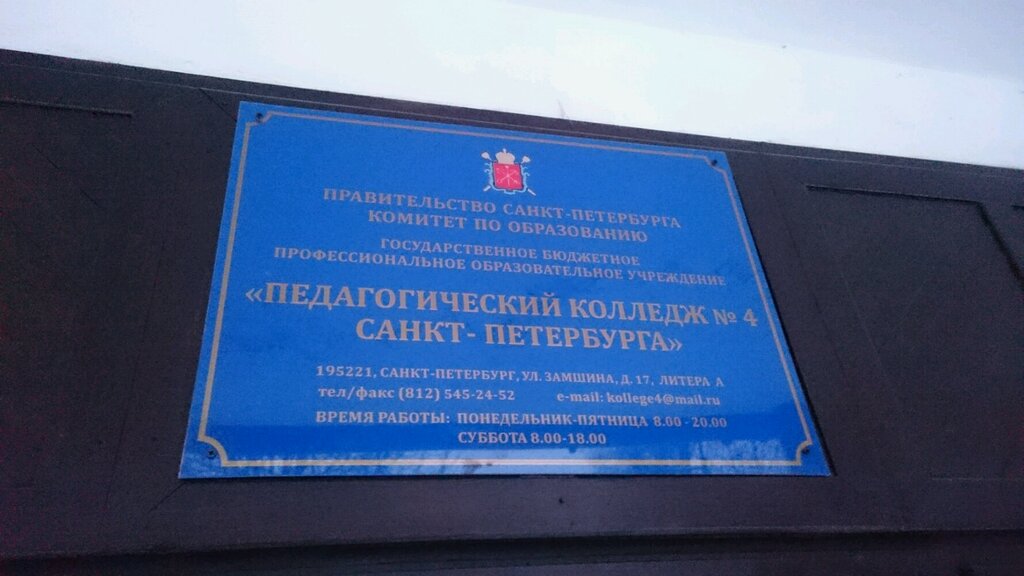 ПРАВИТЕЛЬСТВО САНКТ-ПЕТЕРБУРГА
КОМИТЕТ ПО ОБРАЗОВАНИЮ
ГОСУДАРСТВЕННОЕ БЮДЖЕТНОЕ
ПРОФЕССИОНАЛЬНОЕ ОБРАЗОВАТЕЛЬНОЕ УЧРЕЖДЕНИЕ
«ПЕДАГОГИЧЕСКИЙ КОЛЛЕДЖ № 4
САНКТ- ПЕТЕРБУРГА»
195221, САНКТ-ПЕТЕРБУРГ, УЛ. ЗАМШИНА, Д. 17, ЛИТЕРА А
тел/факс (812) 545-24-52 e-mail: kollege4@mail.ru
ВРЕМЯ РАБОТЫ: ПОНЕДЕЛЬНИК-ПЯТНИЦА 8.00 - 20.00
СУББОТА 8.00-18.00